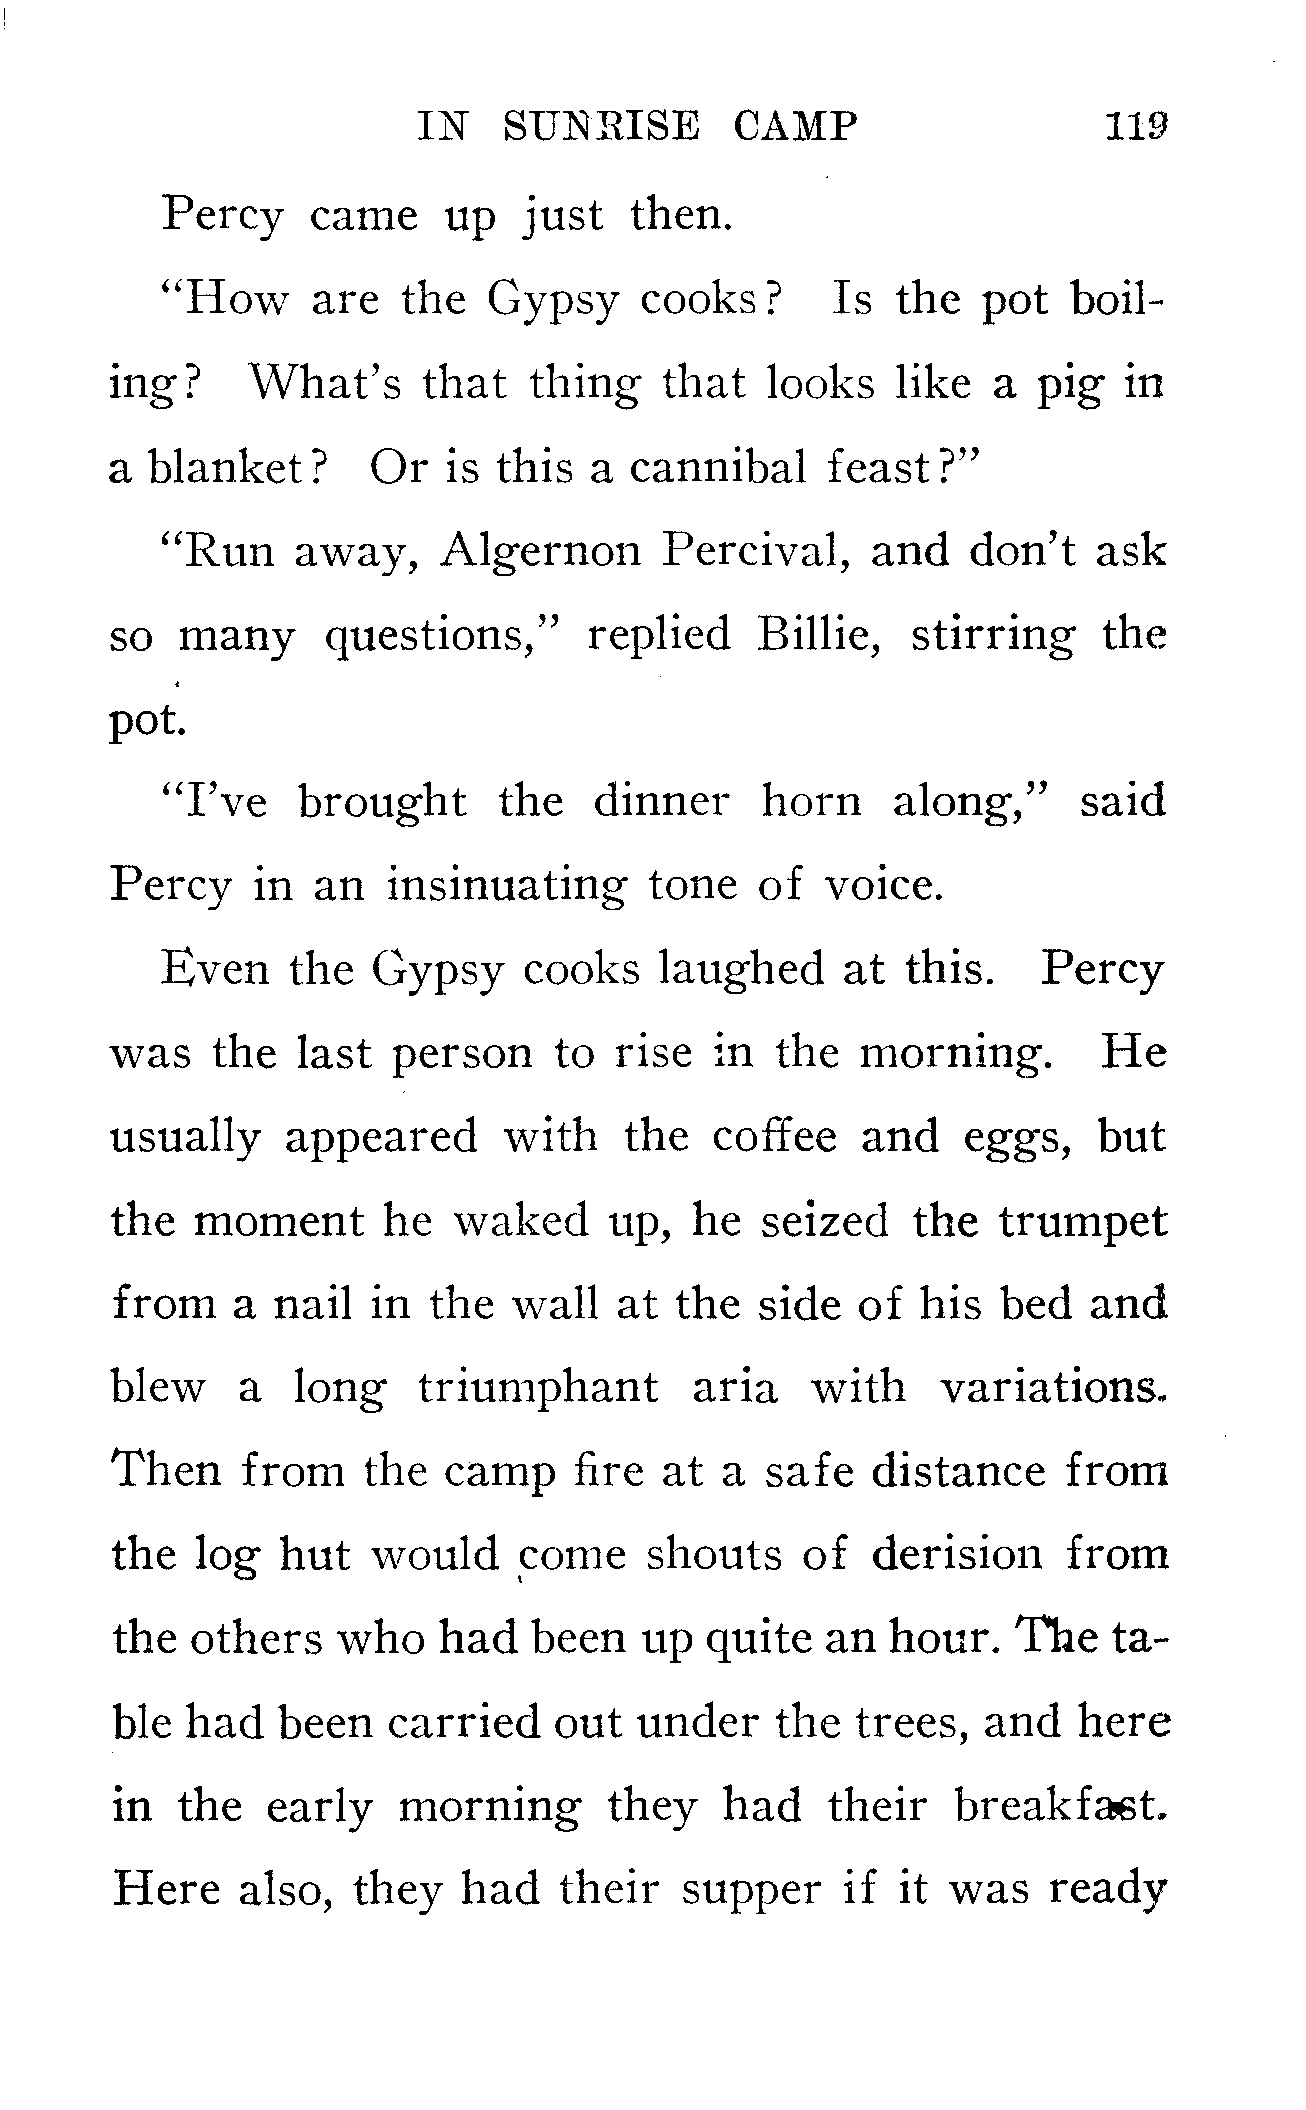 IN SUNRISE CAMP 119
Percy came up just then.
“How are the Gypsy cooks? Is the pot boil-
ing? What’s that thing that looks like a pig in
a blanket? Or is this a cannibal feast?”
“Run away, Algernon Percival, and don’t ask
so many questions,” replied Billie, stirring the
pot.
“I’ve brought the dinner horn along,” said
Percy in an insinuating tone of voice.
Even the Gypsy cooks laughed at this. Percy
was the last person to rise in the morning. He
usually appeared with the coffee and eggs, but
the moment he waked up, he seized the trumpet
from a nail in the wall at the side of his bed and
blew a long triumphant aria with variations.
Then from the camp fire at a safe distance from
the log hut would come shouts of derision from
the others who had been up quite an hour. The ta-
ble had been carried out under the trees, and here
in the early morning they had their breakfast.
Here also, they had their supper if it was ready